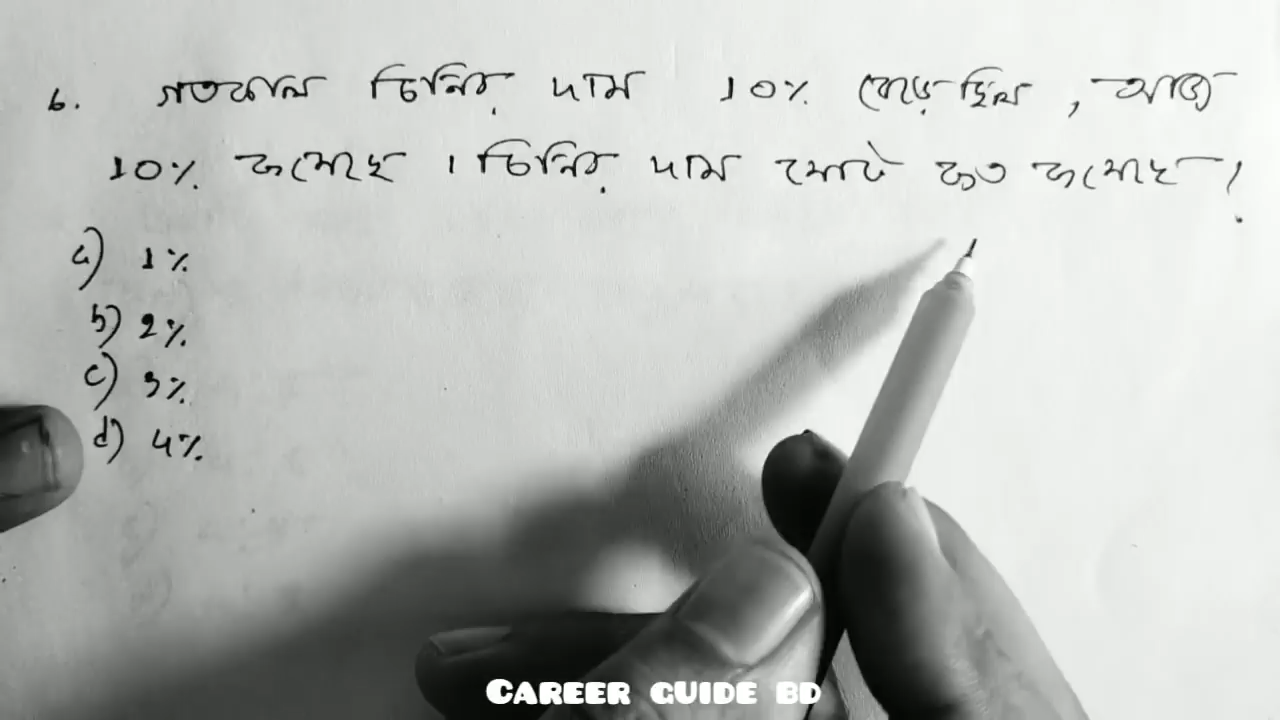 6. গতকাল চিনির দাম 10% বেড়েছিল, আজ
10% কমেছে। চিনির দাম মোট কত কমেছে?
a) 1%
b) 2%
c) 3%
d) 4%
CAREER GUIDE BD